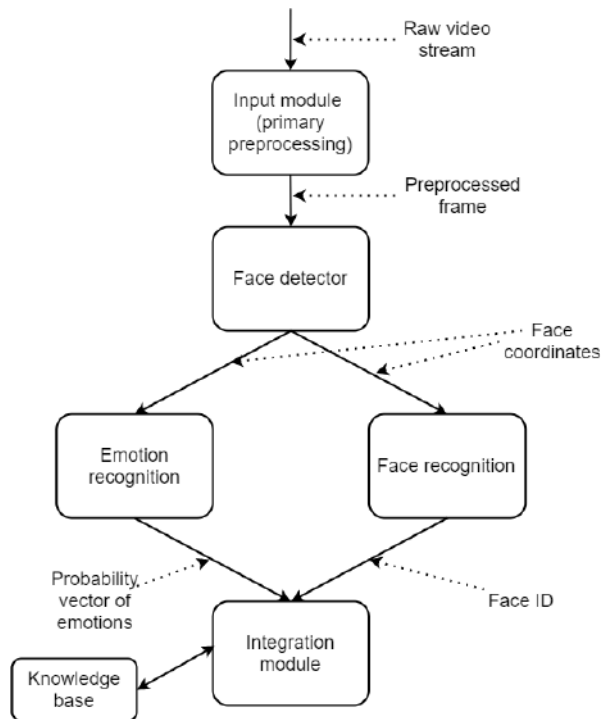 Raw video
stream
Input module
(primary
preprocessing)
Preprocessed
frame
Face detector
Face
coordinates
Emotion
recognition
Face recognition
Probability
vector of
emotions
Face ID
Integration
module
Knowledge
base